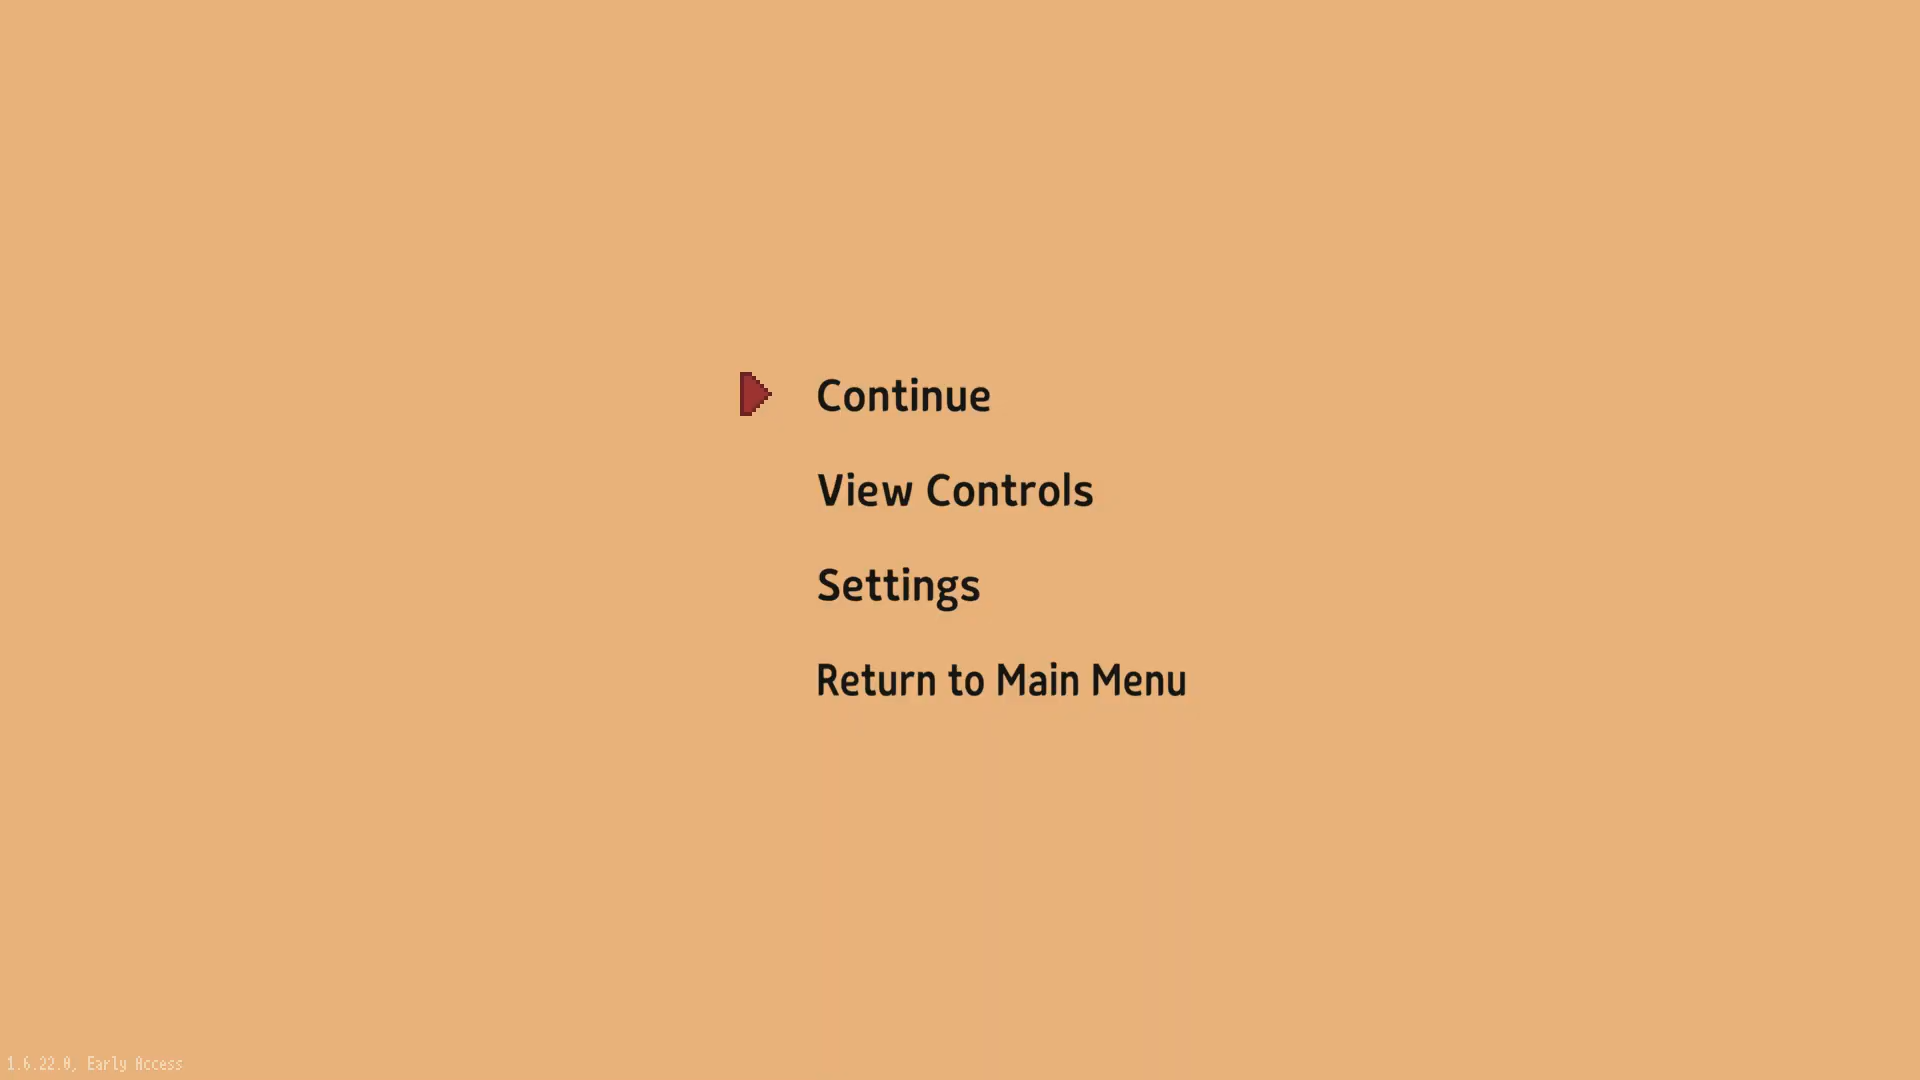 Continue
View Controls
Settings
Return to Main Menu
1.6.22.0, Early Access